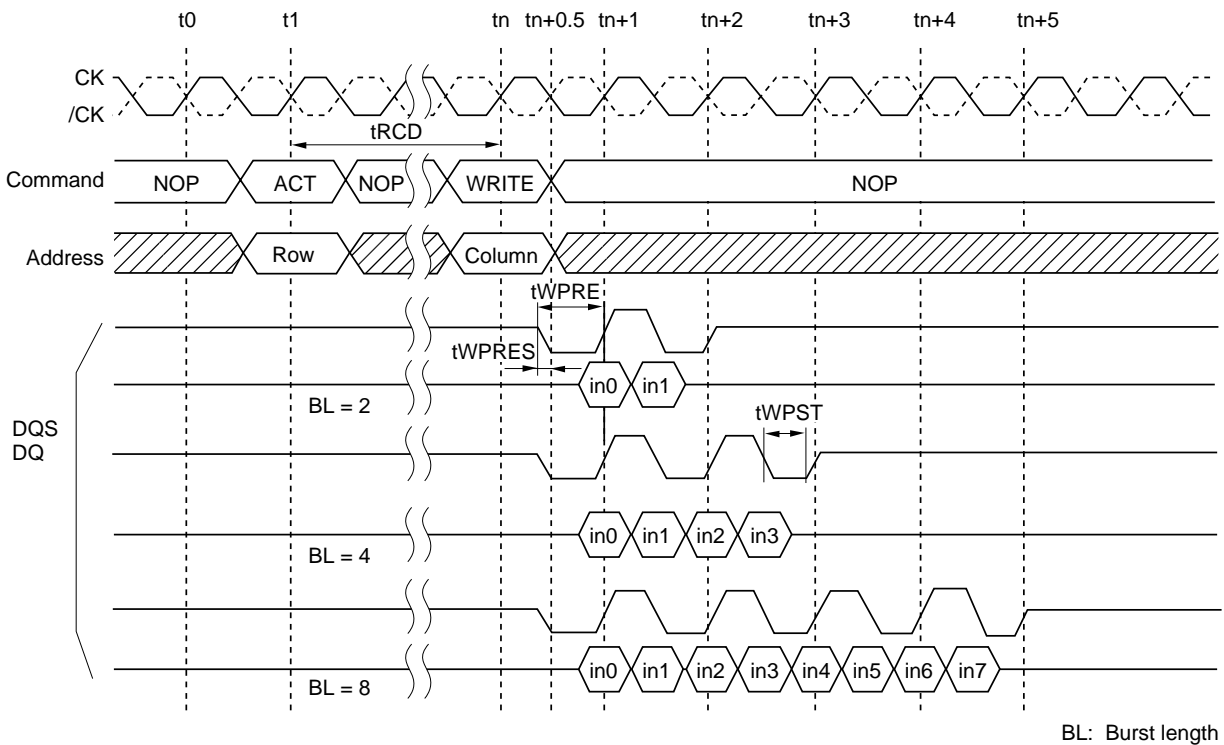 t0 t1 tn tn+0.5 tn+1 tn+2 tn+3 tn+4 tn+5
CK
/CK
tRCD
Command NOP ACT NOP WRITE NOP
Address Row Column
tWPRE
tWPRES
in0 in1
BL = 2
tWPST
DQS
DQ
in0 in1 in2 in3
BL = 4
in0 in1 in2 in3 in4 in5 in6 in7
BL = 8
BL: Burst length